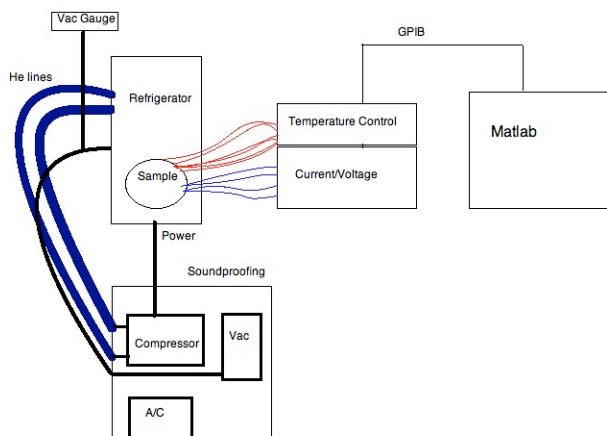 Vac Gauge
GPIB
He lines
Refrigerator
Temperature Control
Matlab
Sample
Current/Voltage
Power
Soundproofing
Compressor
Vac
A/C